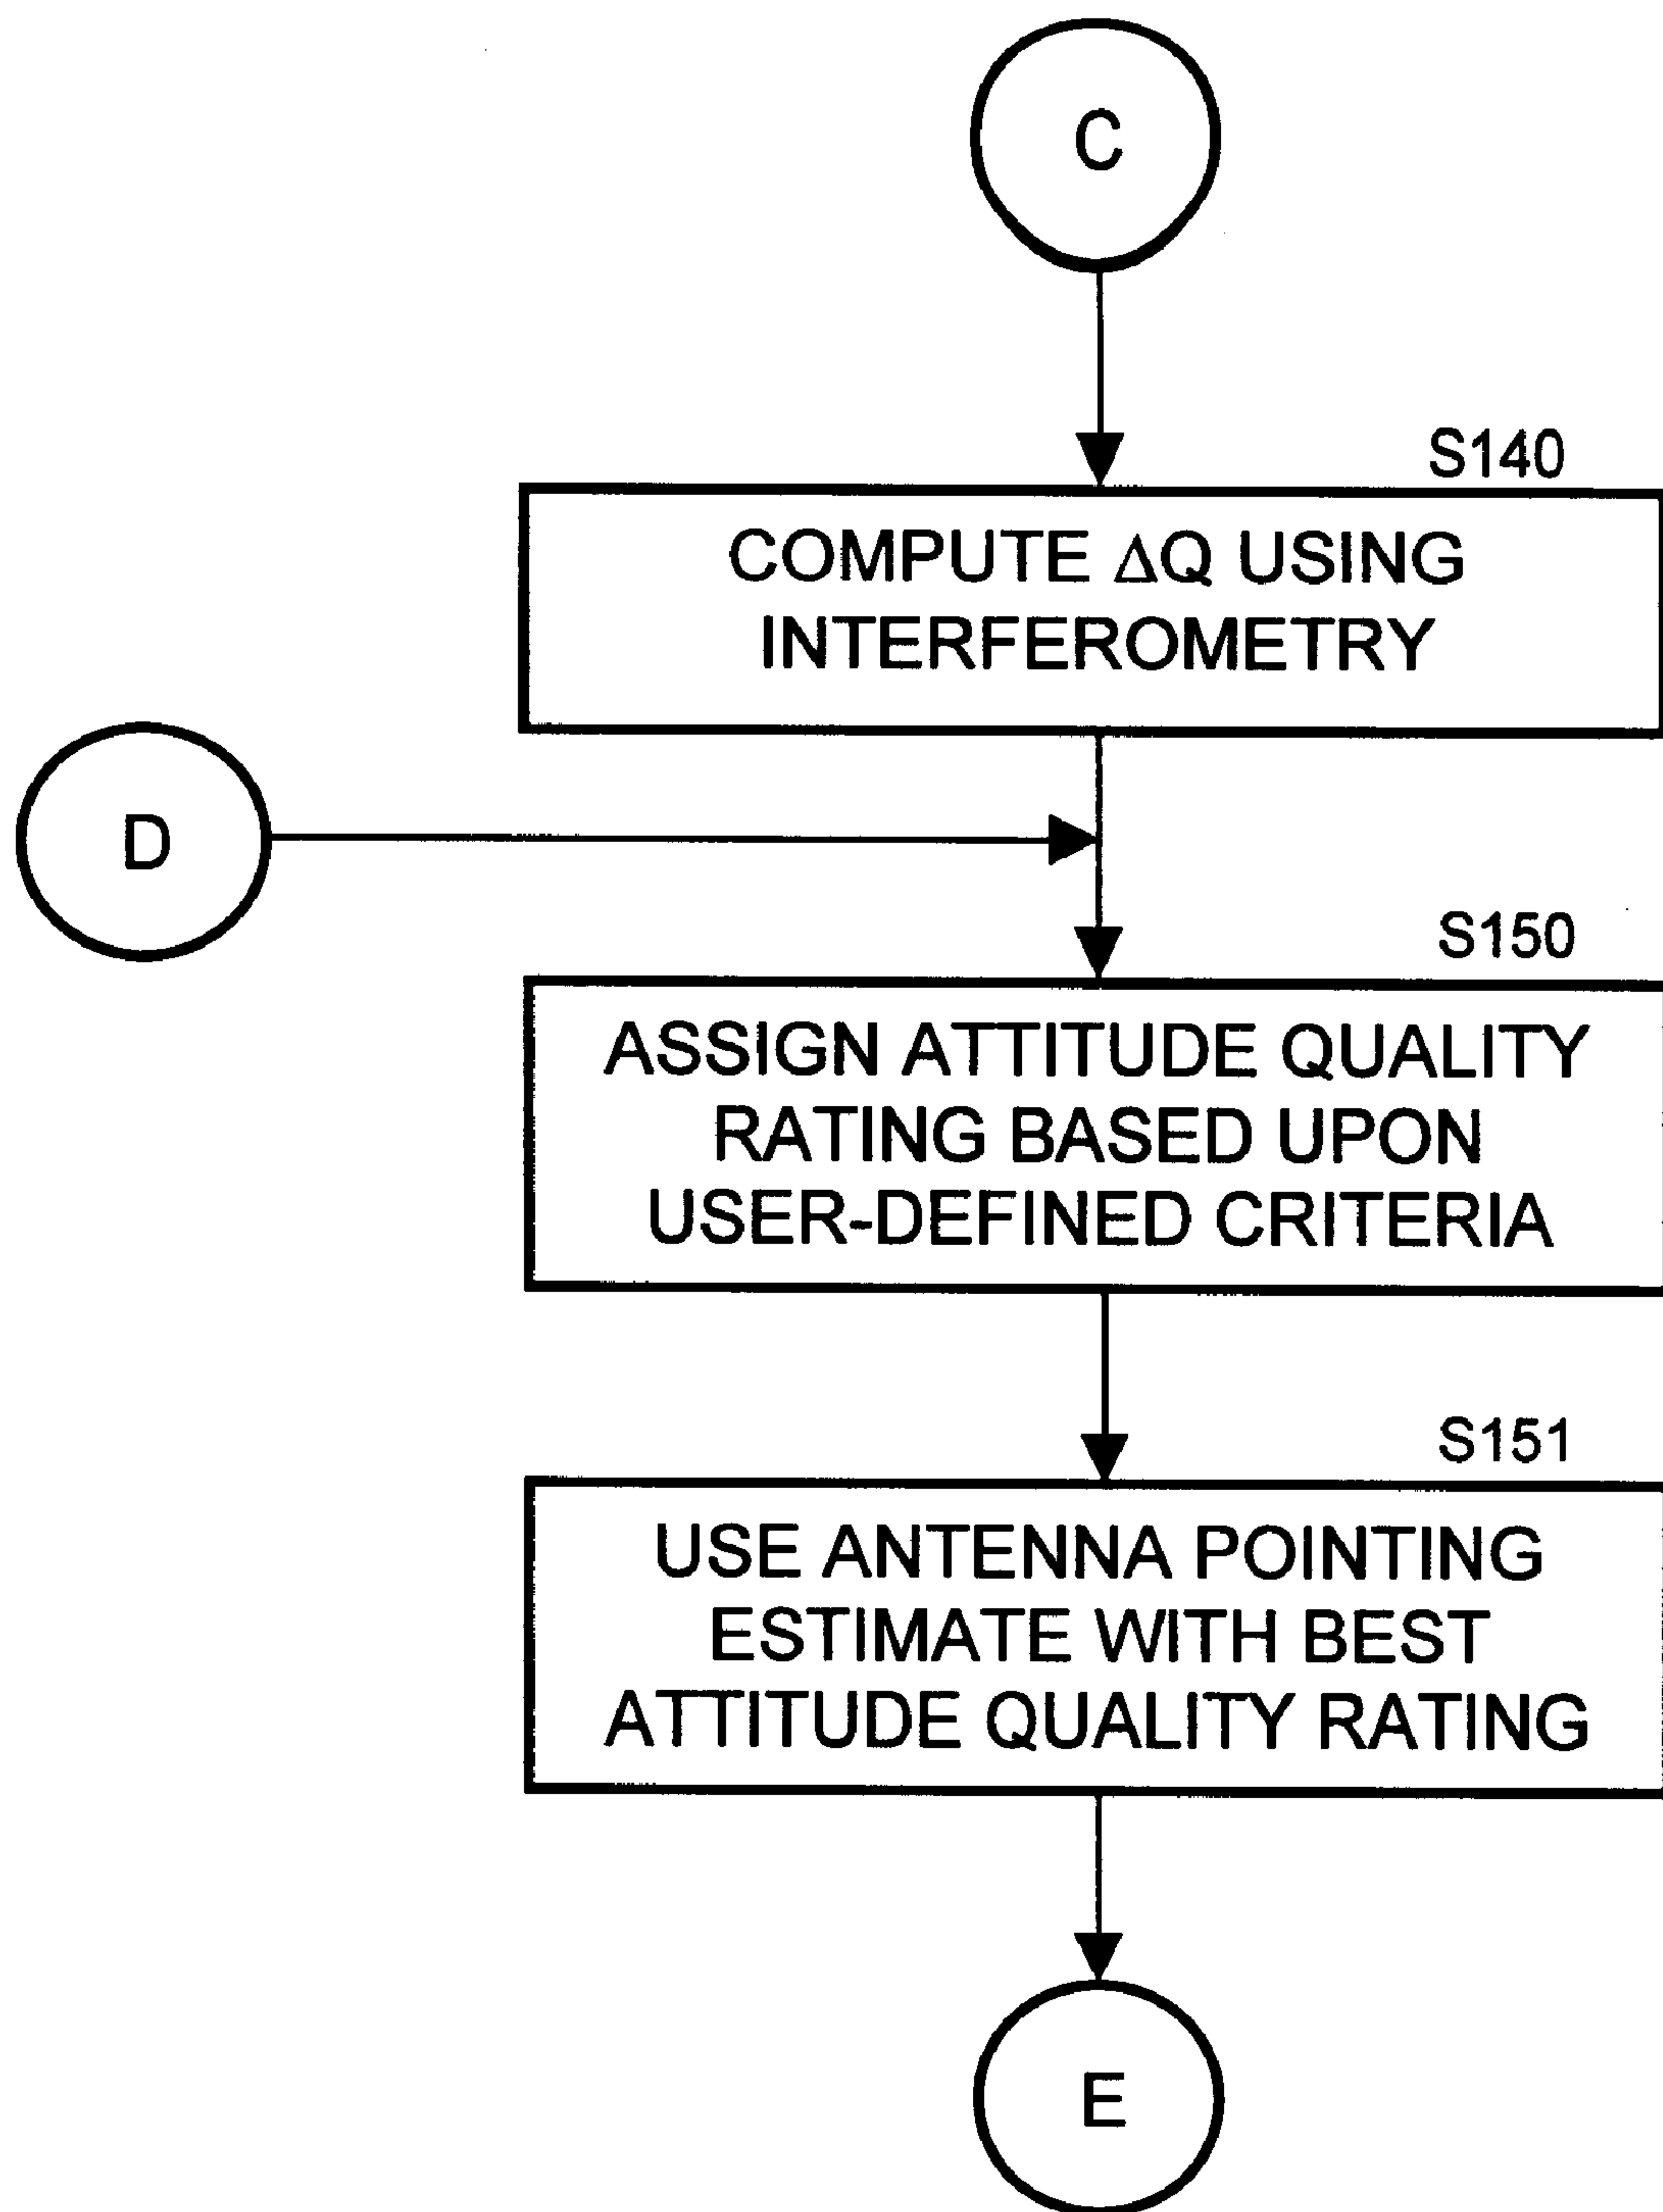 C
S140
COMPUTE ΔQ USING
INTERFEROMETRY
D
S150
ASSIGN ATTITUDE QUALITY
RATING BASED UPON
USER-DEFINED CRITERIA
S151
USE ANTENNA POINTING
ESTIMATE WITH BEST
ATTITUDE QUALITY RATING
E